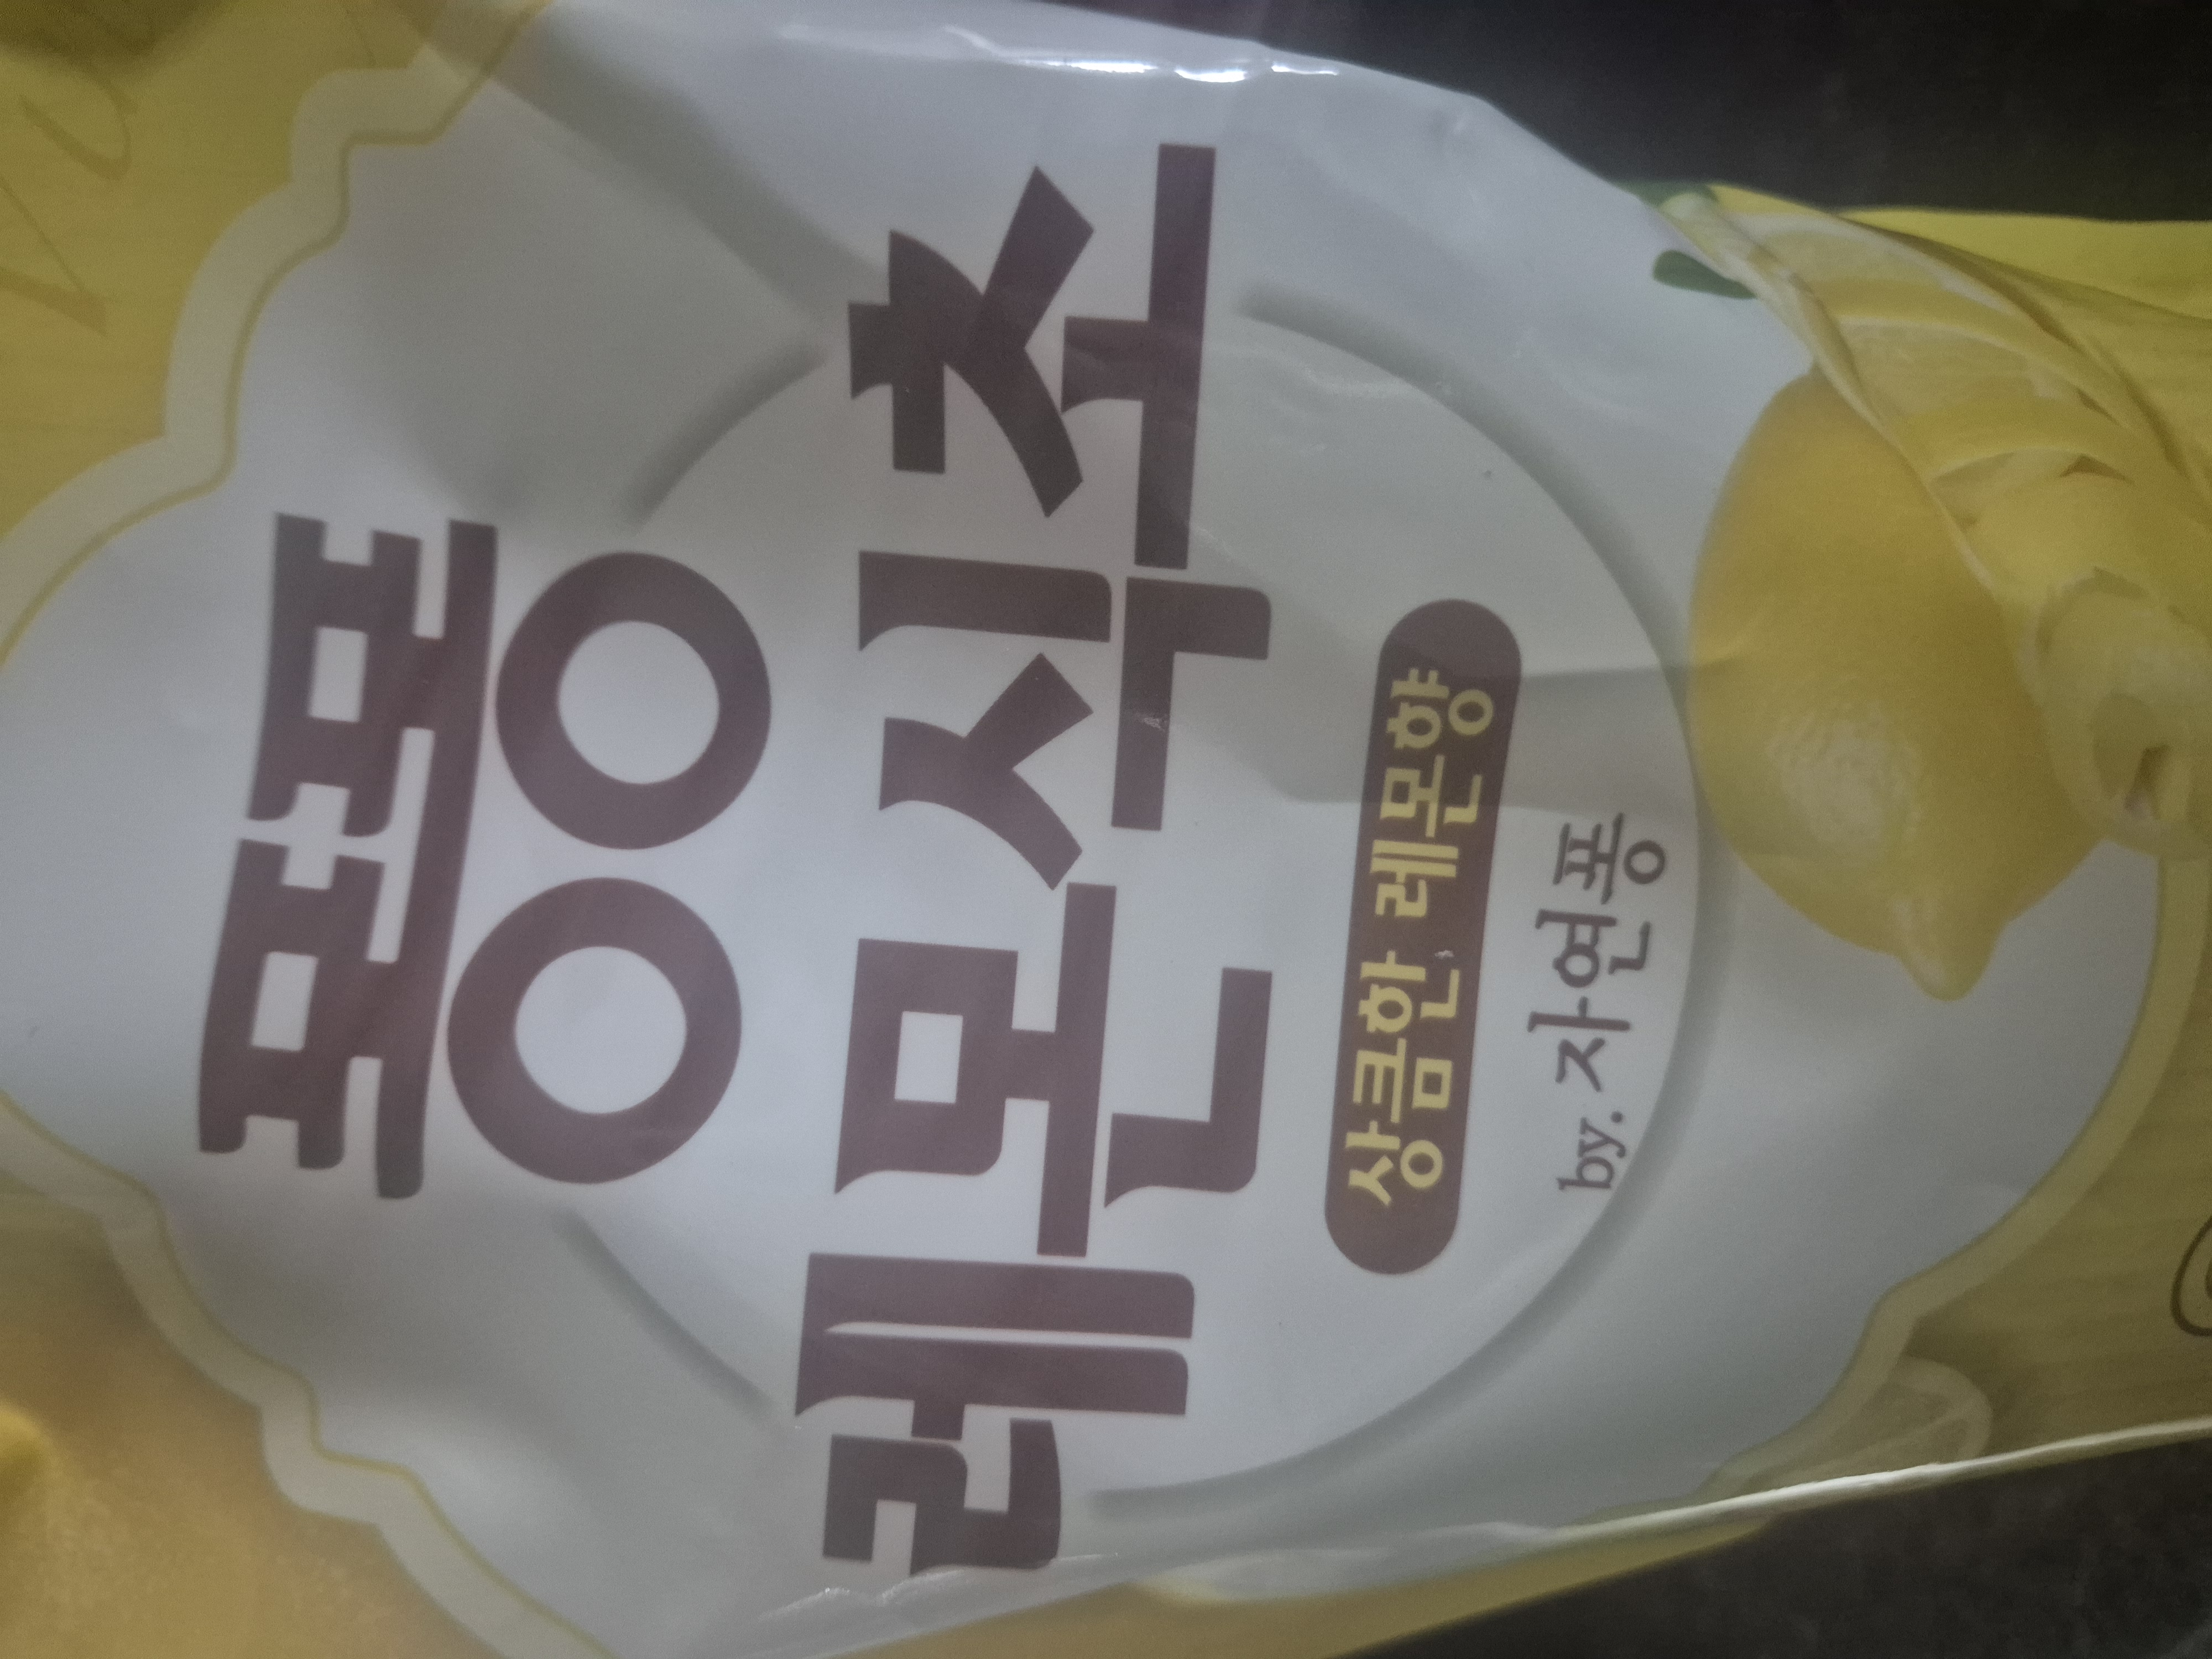 퐁퐁
레몬식초
상큼한 레몬향
by. 자연퐁